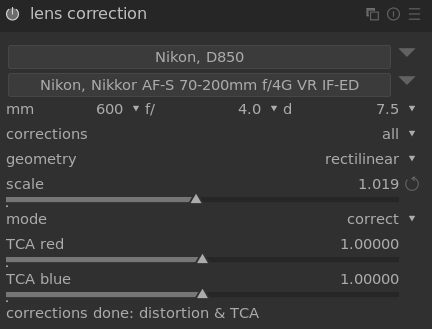 lens correction
Nikon, D850
Nikon, Nikkor AF-S 70-200mm f/4G VR IF-ED
mm 600 f/ 4.0 d 7.5
corrections all
geometry rectilinear
scale 1.019
mode correct
TCA red 1.00000
TCA blue 1.00000
corrections done: distortion & TCA